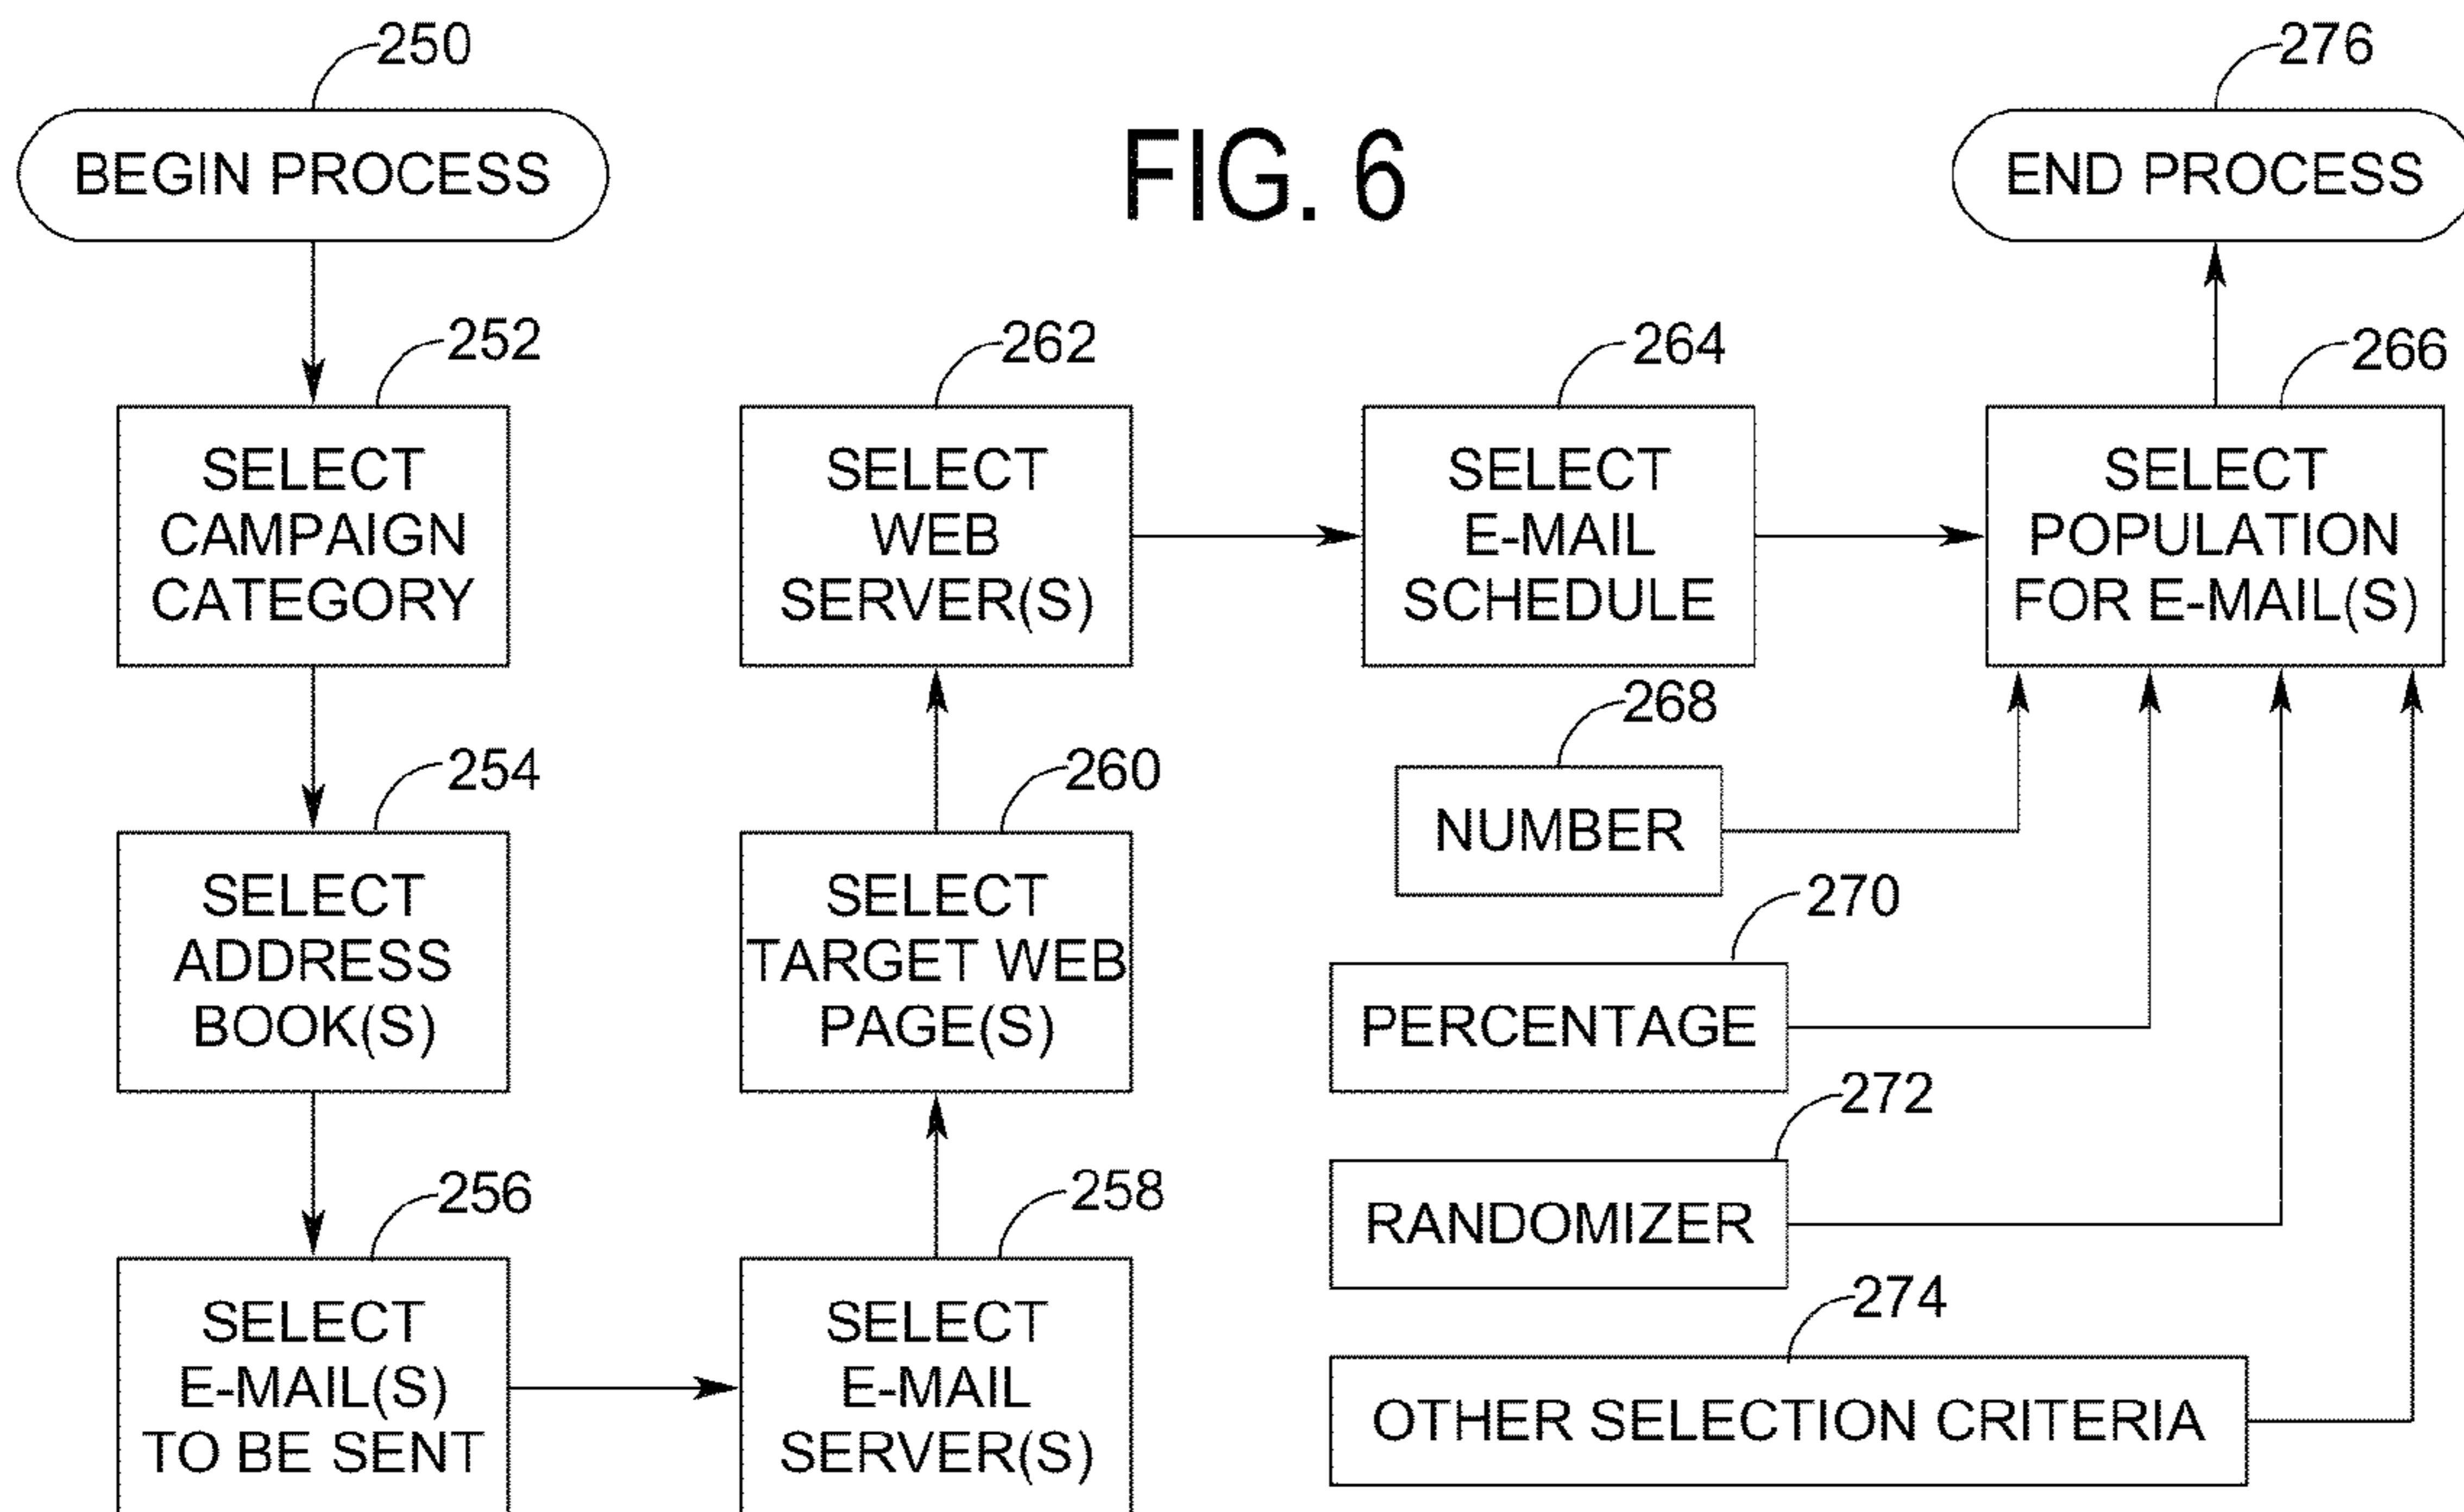 FIG. 6
250
BEGIN PROCESS
252
SELECT
CAMPAIGN
CATEGORY
254
SELECT
ADDRESS
BOOK(S)
256
SELECT
E-MAIL(S)
TO BE SENT
258
SELECT
E-MAIL
SERVER(S)
260
SELECT
TARGET WEB
PAGE(S)
262
SELECT
WEB
SERVER(S)
264
SELECT
E-MAIL
SCHEDULE
266
SELECT
POPULATION
FOR E-MAIL(S)
268
NUMBER
270
PERCENTAGE
272
RANDOMIZER
274
OTHER SELECTION CRITERIA
276
END PROCESS